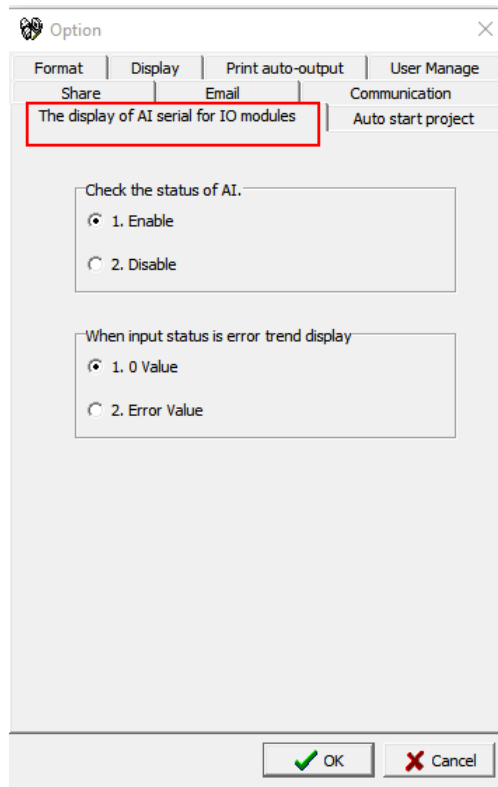 Option
Format Display Print auto-output User Manage
Share Email Communication
The display of AI serial for IO modules Auto start project
Check the status of AI.
1. Enable
2. Disable
When input status is error trend display
1. 0 Value
2. Error Value
OK Cancel